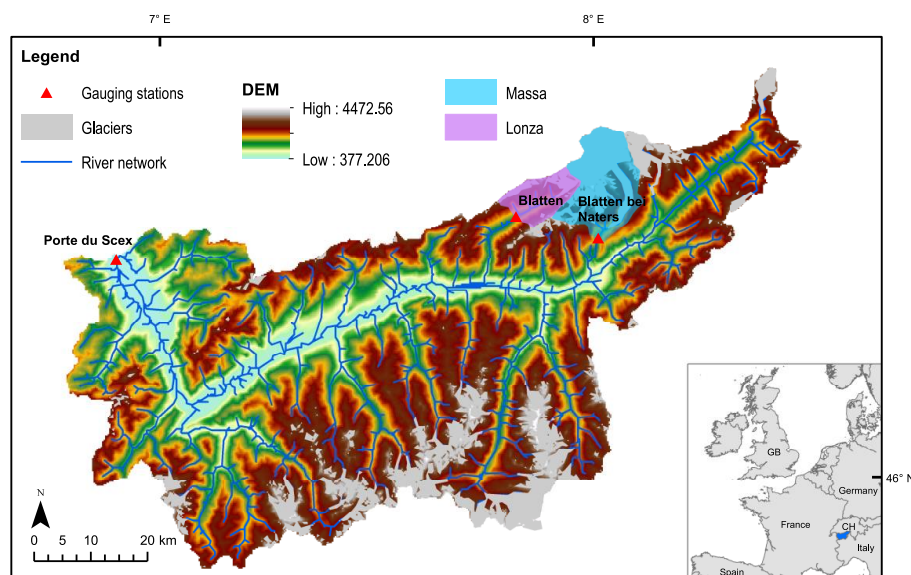 7° E
8° E
Legend
Gauging stations
Glaciers
River network
DEM
High : 4472.56
Low : 377.206
Massa
Lonza
Blatten
Blatten bei
Naters
Porte du Scex
N
0 5 10 20 km
46° N
GB
Germany
France
CH
Italy
Spain